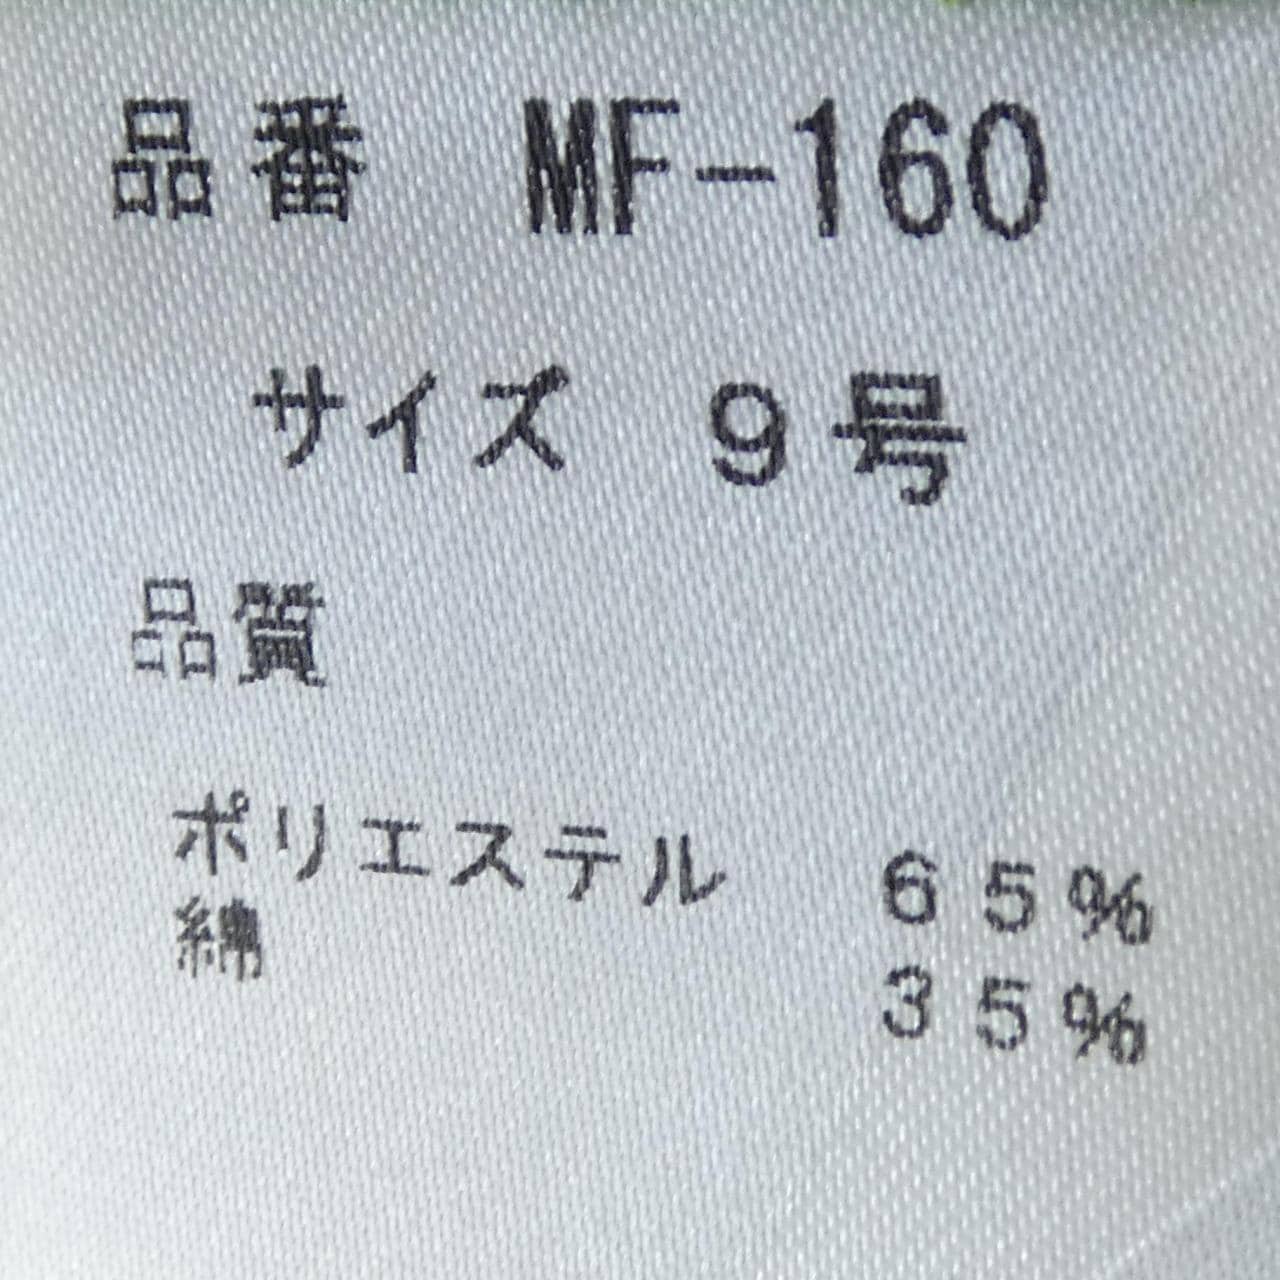 品番 MF-160
サイズ 9号
品質
ポリエステル 65%
綿 35%